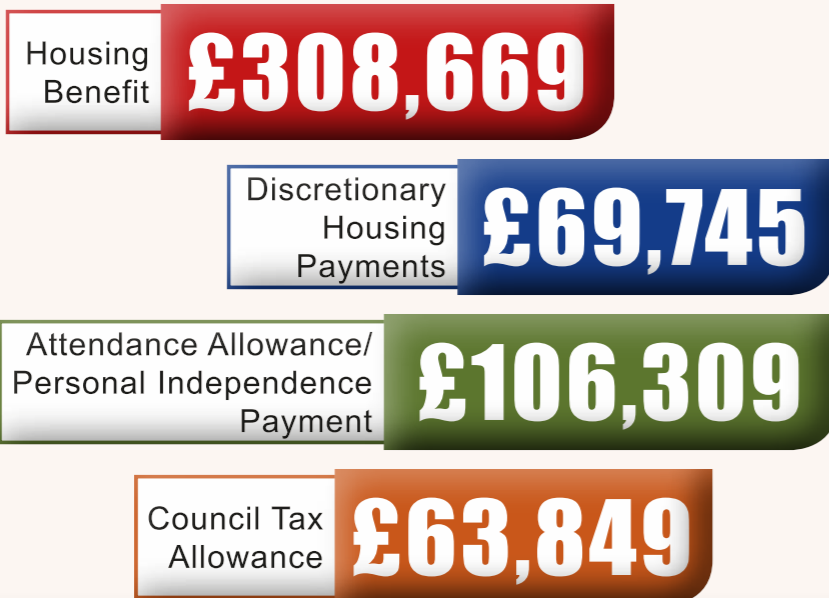 Housing
Benefit
£308,669
Discretionary
Housing
Payments
£69,745
Attendance Allowance/
Personal Independence
Payment
£106,309
Council Tax
Allowance
£63,849